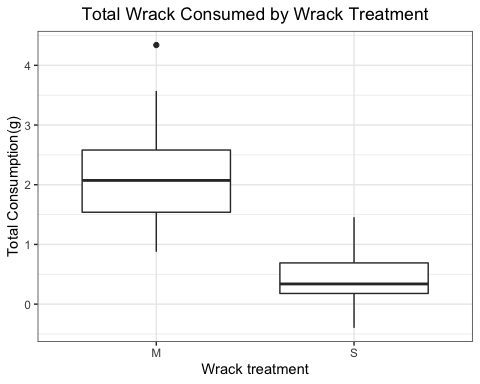 Total Wrack Consumed by Wrack Treatment
Total Consumption(g)
4
3
2
1
0
M
S
Wrack treatment